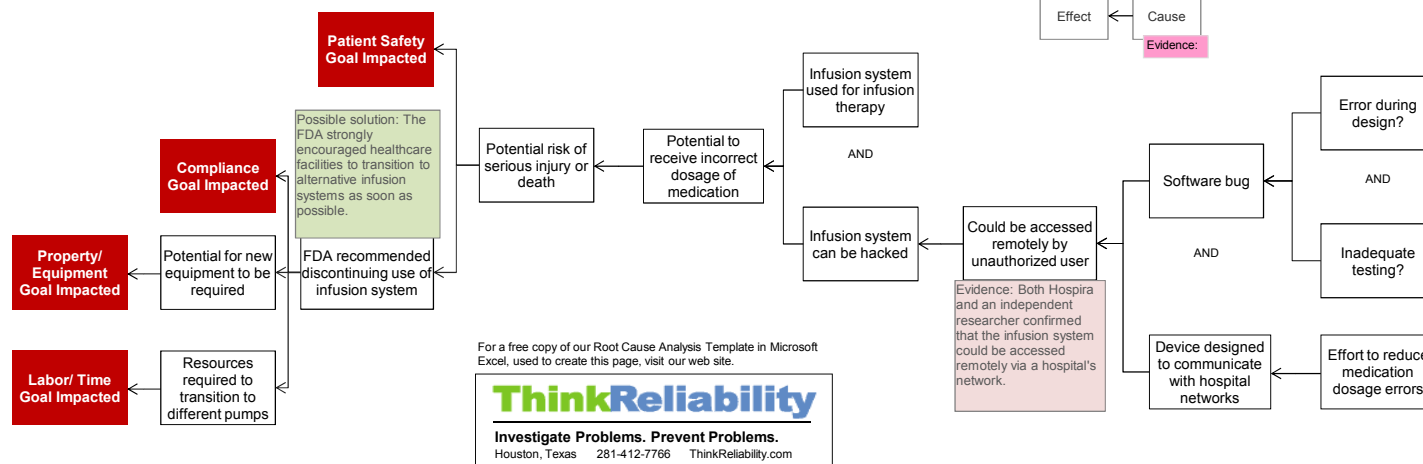 Effect
Cause
Evidence:
Patient Safety
Goal Impacted
Possible solution: The
FDA strongly
encouraged healthcare
facilities to transition to
alternative infusion
systems as soon as
possible.
Compliance
Goal Impacted
Property/
Equipment
Goal Impacted
Potential for new
equipment to be
required
FDA recommended
discontinuing use of
infusion system
Labor/ Time
Goal Impacted
Resources
required to
transition to
different pumps
Potential risk of
serious injury or
death
Potential to
receive incorrect
dosage of
medication
Infusion system
used for infusion
therapy
AND
Infusion system
can be hacked
Could be accessed
remotely by
unauthorized user
Evidence: Both Hospira
and an independent
researcher confirmed
that the infusion system
could be accessed
remotely via a hospital's
network.
Software bug
AND
Device designed
to communicate
with hospital
networks
Error during
design?
AND
Inadequate
testing?
Effort to reduce
medication
dosage errors
For a free copy of our Root Cause Analysis Template in Microsoft
Excel, used to create this page, visit our web site.
ThinkReliability
Investigate Problems. Prevent Problems.
Houston, Texas 281-412-7766 ThinkReliability.com